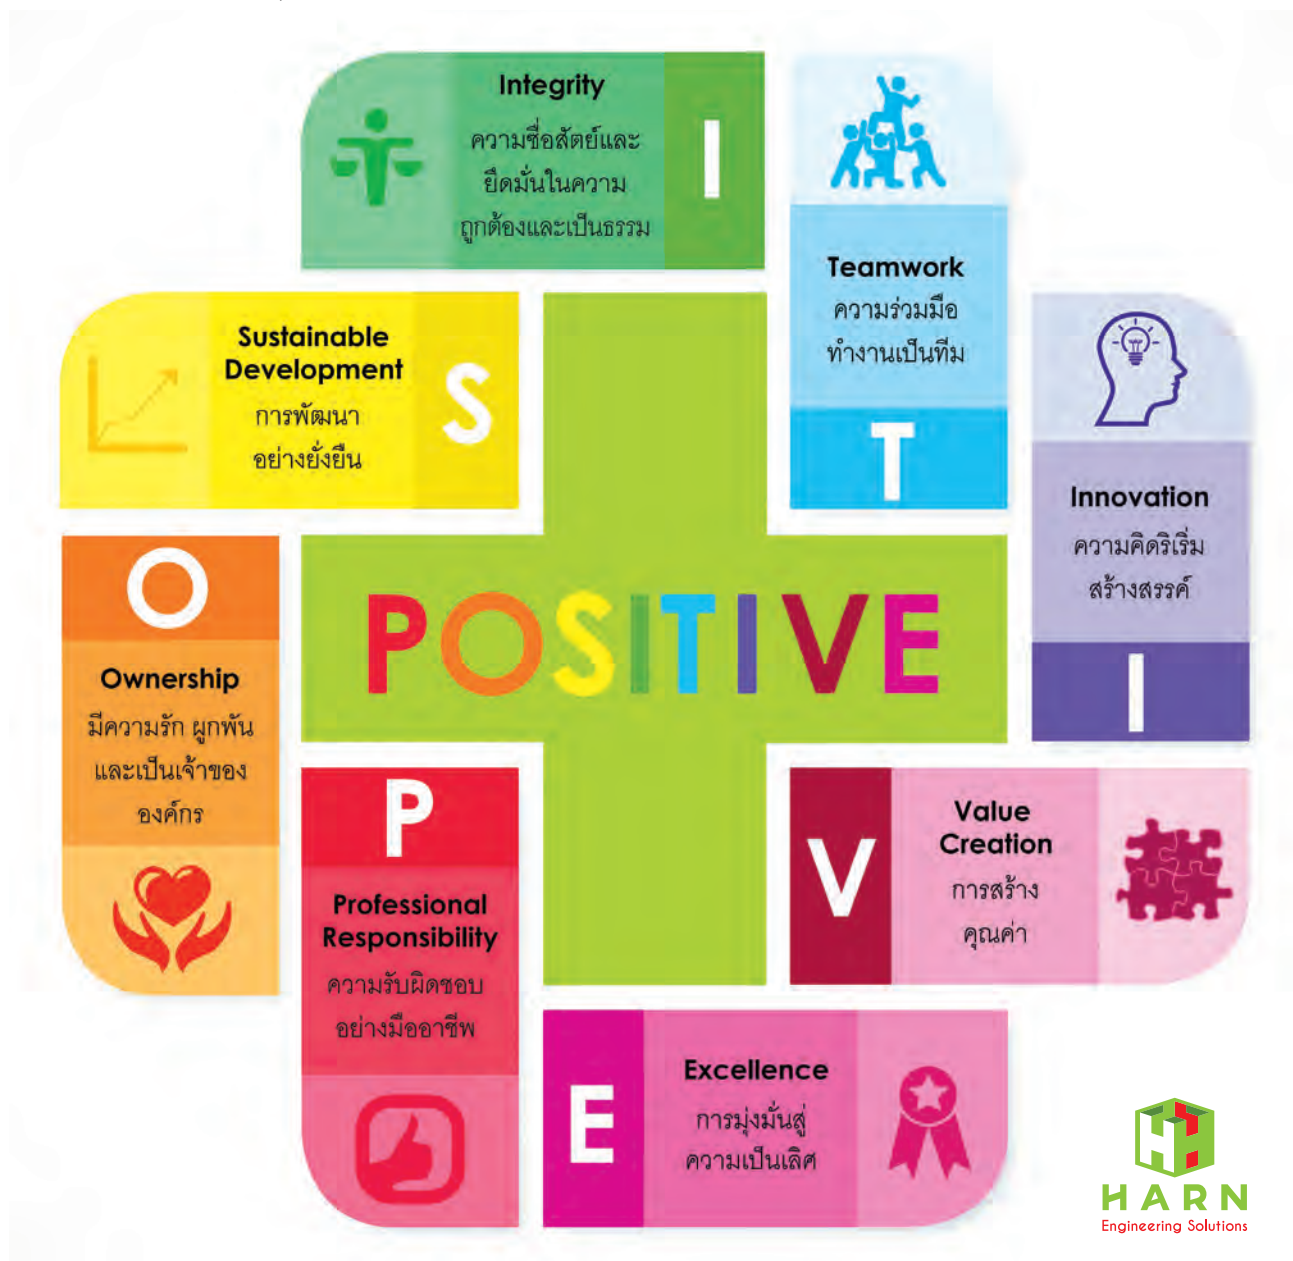 Integrity
ความซื่อสัตย์และ
ยึดมั่นในความ
ถูกต้องและเป็นธรรม
I
Teamwork
ความร่วมมือ
ทำงานเป็นทีม
T
Sustainable
Development
การพัฒนา
อย่างยั่งยืน
S
Innovation
ความคิดริเริ่ม
สร้างสรรค์
I
O
Ownership
มีความรัก ผูกพัน
และเป็นเจ้าของ
องค์กร
POSITIVE
P
Professional
Responsibility
ความรับผิดชอบ
อย่างมืออาชีพ
V
Value
Creation
การสร้าง
คุณค่า
E
Excellence
การมุ่งมั่นสู่
ความเป็นเลิศ
HARN
Engineering Solutions